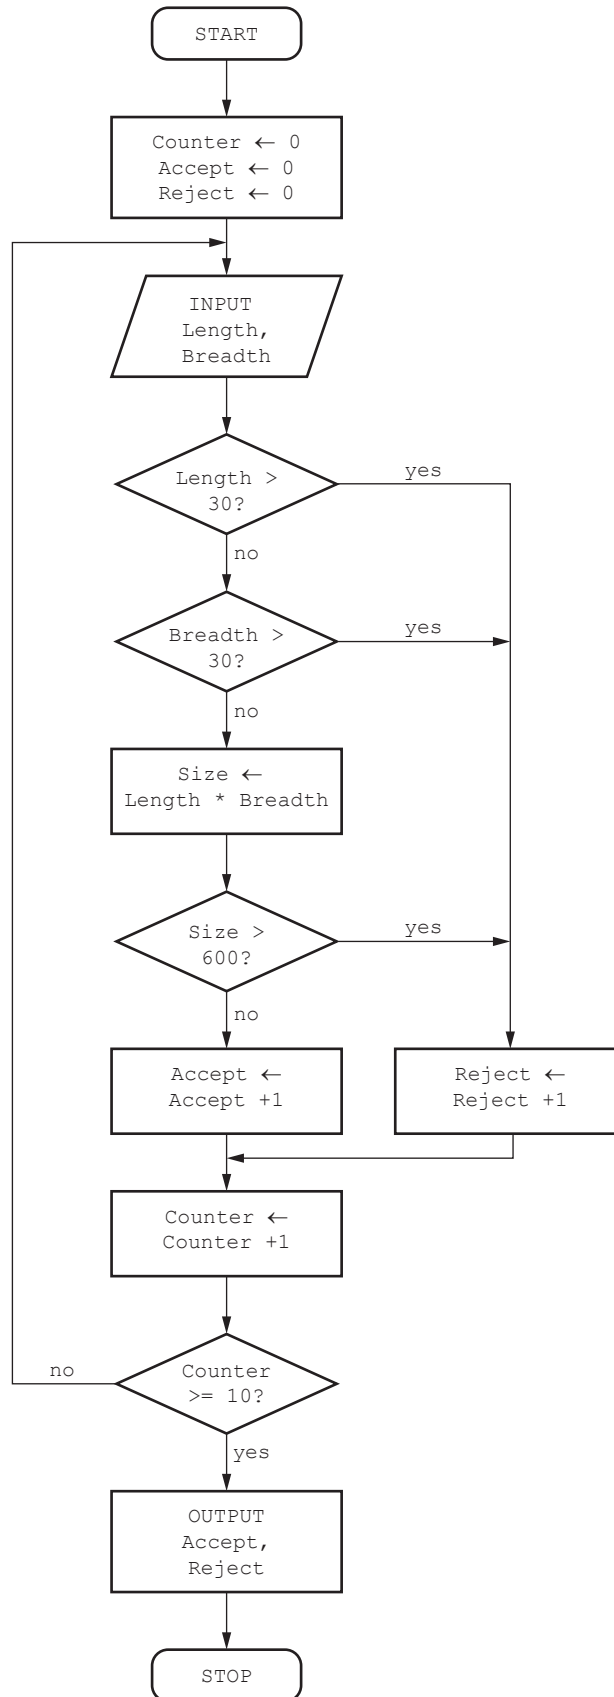 START
Counter ← 0
Accept ← 0
Reject ← 0
INPUT
Length,
Breadth
Length >
30?
yes
no
Breadth >
30?
yes
no
Size ←
Length * Breadth
Size >
600?
yes
no
Accept ←
Accept +1
Reject ←
Reject +1
Counter ←
Counter +1
Counter
>= 10?
no
yes
OUTPUT
Accept,
Reject
STOP